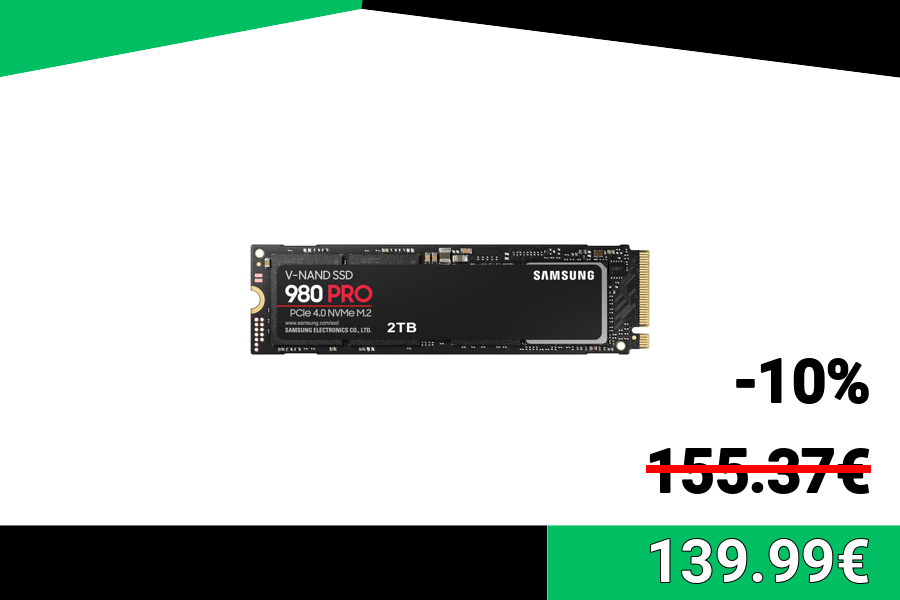 V-NAND SSD
980 PRO
PCIe 4.0 NVMe M.2
www.samsung.com/ssd
SAMSUNG ELECTRONICS CO., LTD.
2TB
SAMSUNG
-10%
155.37€
139.99€